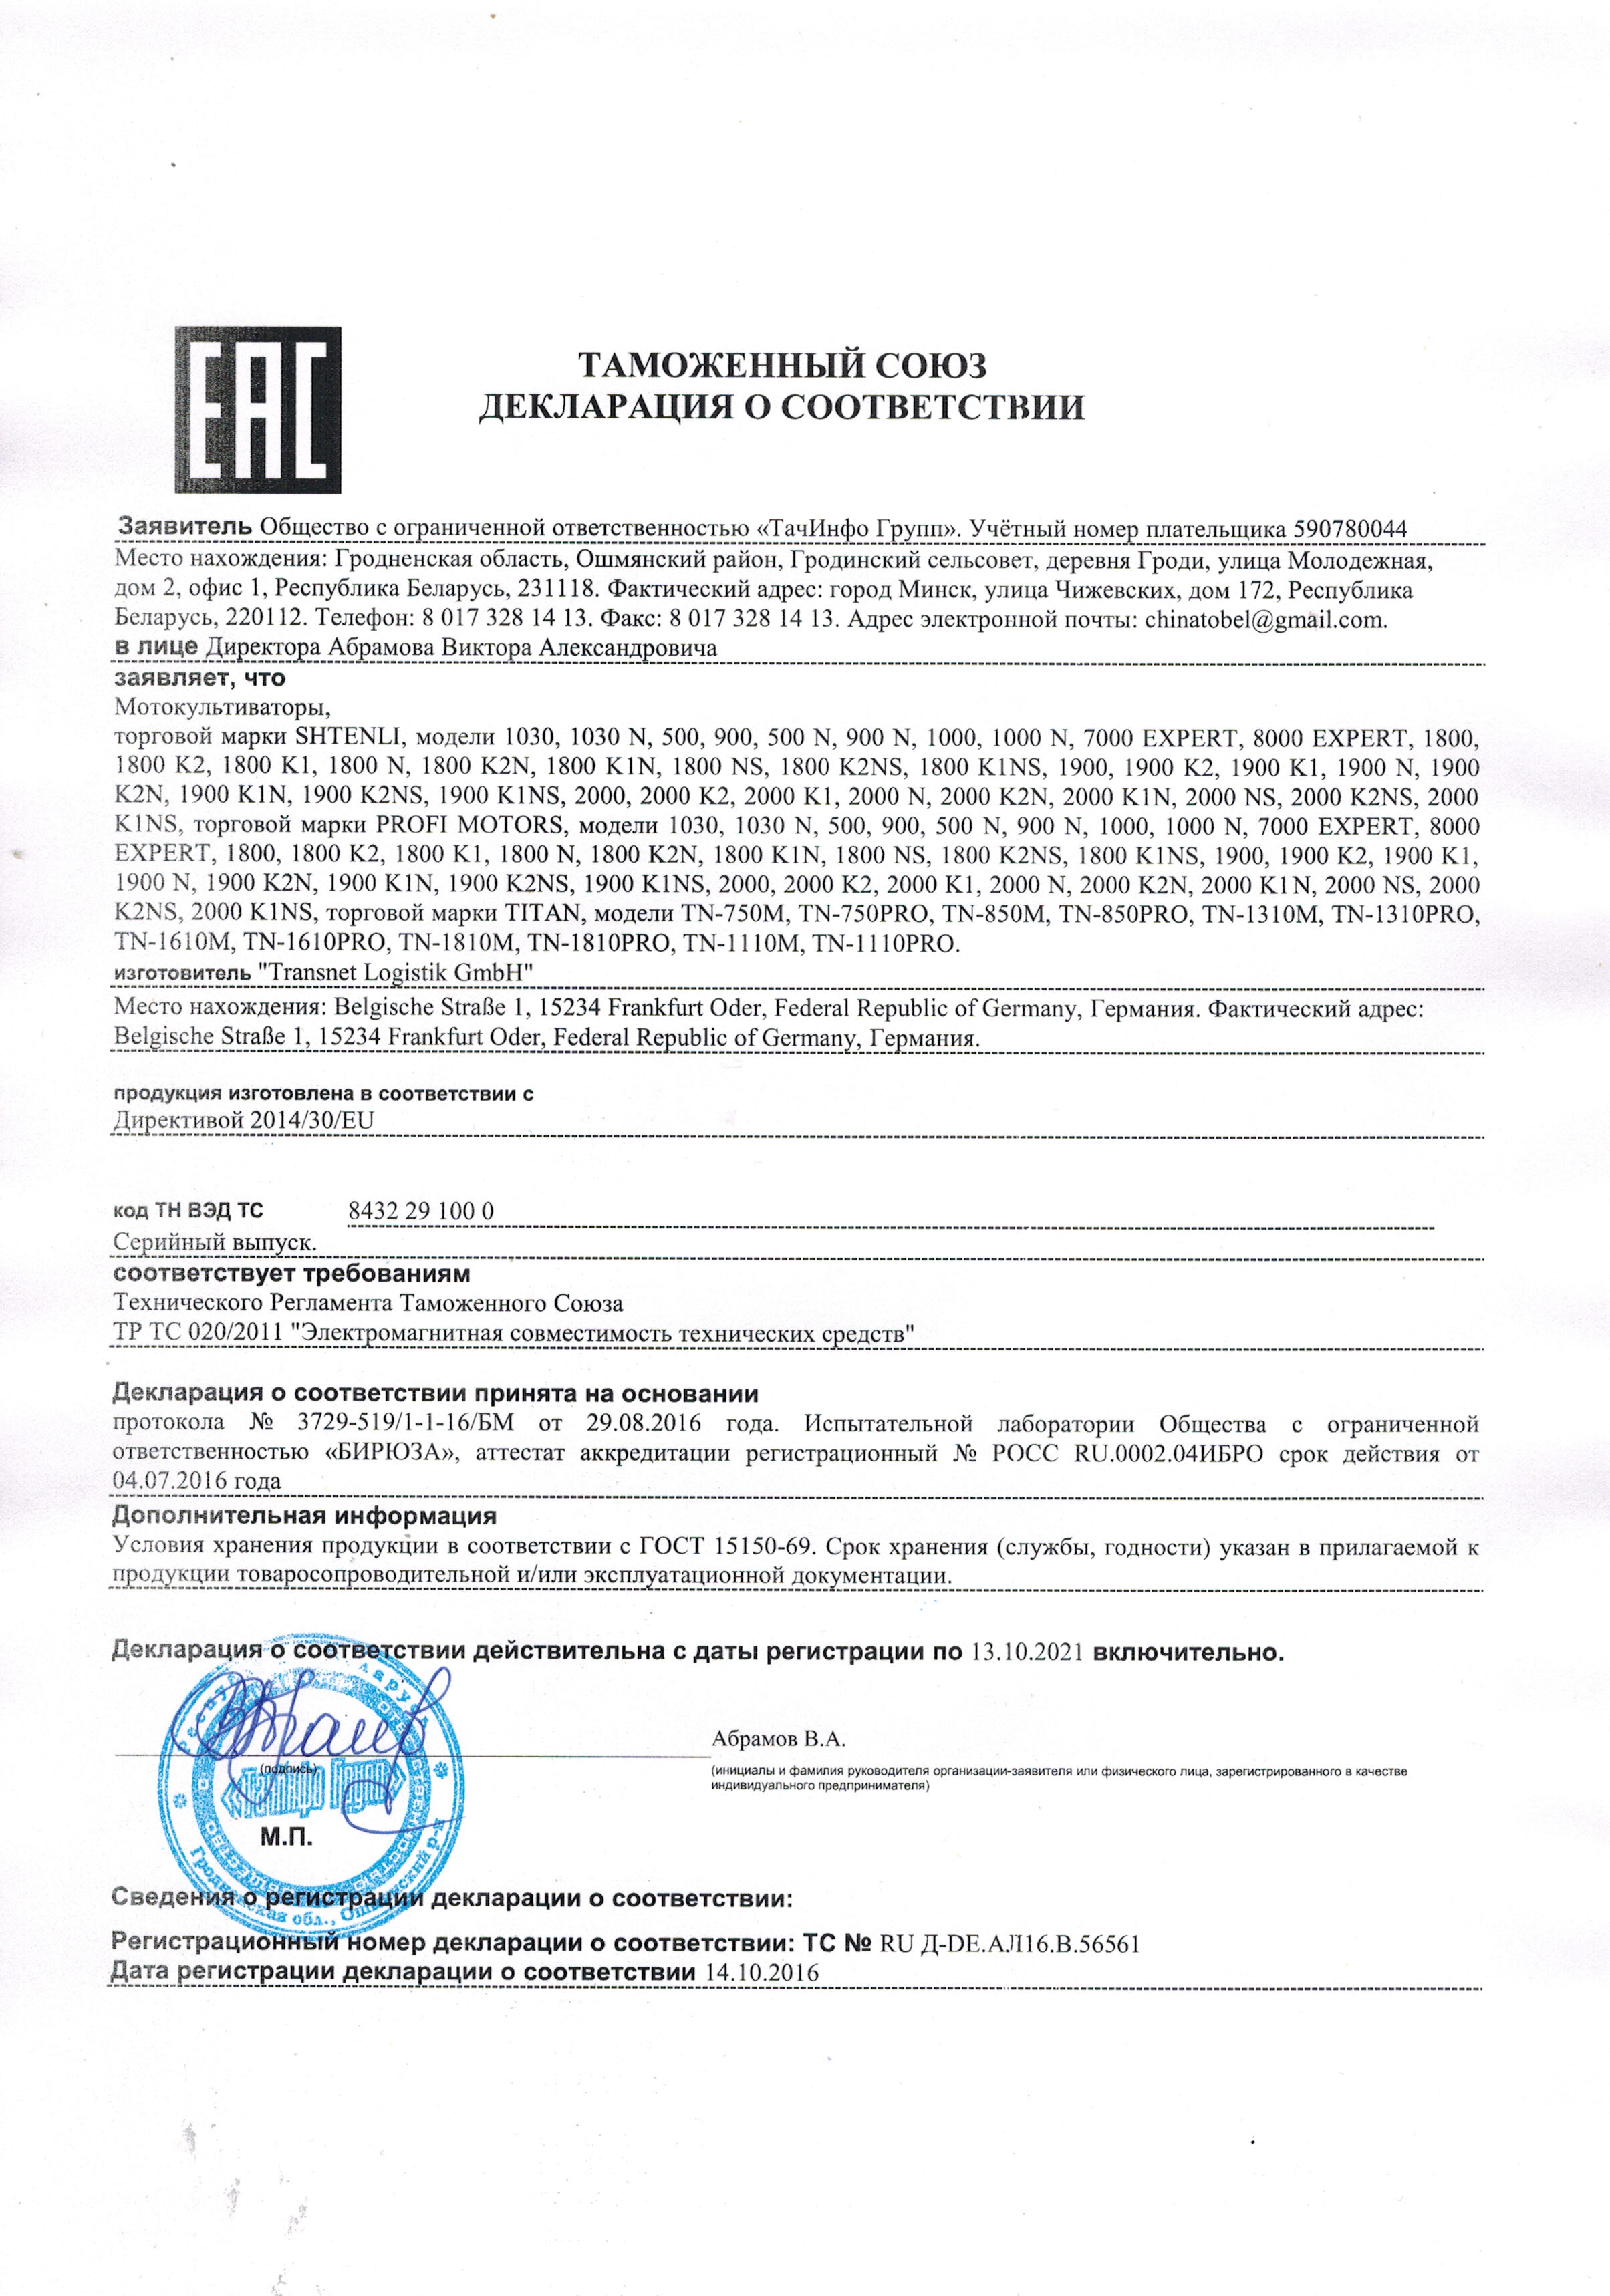 EAC
ТАМОЖЕННЫЙ СОЮЗ
ДЕКЛАРАЦИЯ О СООТВЕТСТВИИ
Заявитель Общество с ограниченной ответственностью «ТачИнфо Групп». Учётный номер плательщика 590780044
Место нахождения: Гродненская область, Ошмянский район, Гродинский сельсовет, деревня Гроди, улица Молодежная,
дом 2, офис 1, Республика Беларусь, 231118. Фактический адрес: город Минск, улица Чижевских, дом 172, Республика
Беларусь, 220112. Телефон: 8 017 328 14 13. Факс: 8 017 328 14 13. Адрес электронной почты: chinatobel@gmail.com.
в лице Директора Абрамова Виктора Александровича
заявляет, что
Мотокультиваторы,
торговой марки SHTENLI, модели 1030, 1030 N, 500, 900, 500 N, 900 N, 1000, 1000 N, 7000 EXPERT, 8000 EXPERT, 1800,
1800 K2, 1800 K1, 1800 N, 1800 K2N, 1800 K1N, 1800 NS, 1800 K2NS, 1800 K1NS, 1900, 1900 K2, 1900 K1, 1900 N, 1900
K2N, 1900 K1N, 1900 K2NS, 1900 K1NS, 2000, 2000 K2, 2000 K1, 2000 N, 2000 K2N, 2000 K1N, 2000 NS, 2000 K2NS, 2000
K1NS, торговой марки PROFI MOTORS, модели 1030, 1030 N, 500, 900, 500 N, 900 N, 1000, 1000 N, 7000 EXPERT, 8000
EXPERT, 1800, 1800 K2, 1800 K1, 1800 N, 1800 K2N, 1800 K1N, 1800 NS, 1800 K2NS, 1800 K1NS, 1900, 1900 K2, 1900 K1,
1900 N, 1900 K2N, 1900 K1N, 1900 K2NS, 1900 K1NS, 2000, 2000 K2, 2000 K1, 2000 N, 2000 K2N, 2000 K1N, 2000 NS, 2000
K2NS, 2000 K1NS, торговой марки TITAN, модели TN-750M, TN-750PRO, TN-850M, TN-850PRO, TN-1310M, TN-1310PRO,
TN-1610M, TN-1610PRO, TN-1810M, TN-1810PRO, TN-1110M, TN-1110PRO.
изготовитель "Transnet Logistik GmbH"
Место нахождения: Belgische Straße 1, 15234 Frankfurt Oder, Federal Republic of Germany, Германия. Фактический адрес:
Belgische Straße 1, 15234 Frankfurt Oder, Federal Republic of Germany, Германия.
продукция изготовлена в соответствии с
Директивой 2014/30/EU
код ТН ВЭД ТС 8432 29 100 0
Серийный выпуск.
соответствует требованиям
Технического Регламента Таможенного Союза
ТР ТС 020/2011 "Электромагнитная совместимость технических средств"
Декларация о соответствии принята на основании
протокола № 3729-519/1-1-16/БМ от 29.08.2016 года. Испытательной лаборатории Общества с ограниченной
ответственностью «БИРЮЗА», аттестат аккредитации регистрационный № РОСС RU.0002.04ИБРО срок действия от
04.07.2016 года
Дополнительная информация
Условия хранения продукции в соответствии с ГОСТ 15150-69. Срок хранения (службы, годности) указан в прилагаемой к
продукции товаросопроводительной и/или эксплуатационной документации.
Декларация о соответствии действительна с даты регистрации по 13.10.2021 включительно.
Абрамов В.А.
(подпись)
(инициалы и фамилия руководителя организации-заявителя или физического лица, зарегистрированного в качестве
индивидуального предпринимателя)
«ТачИнфо Групп»
М.П.
Сведения о регистрации декларации о соответствии:
Регистрационный номер декларации о соответствии: ТС № RU Д-DE.АЛ16.В.56561
Дата регистрации декларации о соответствии 14.10.2016